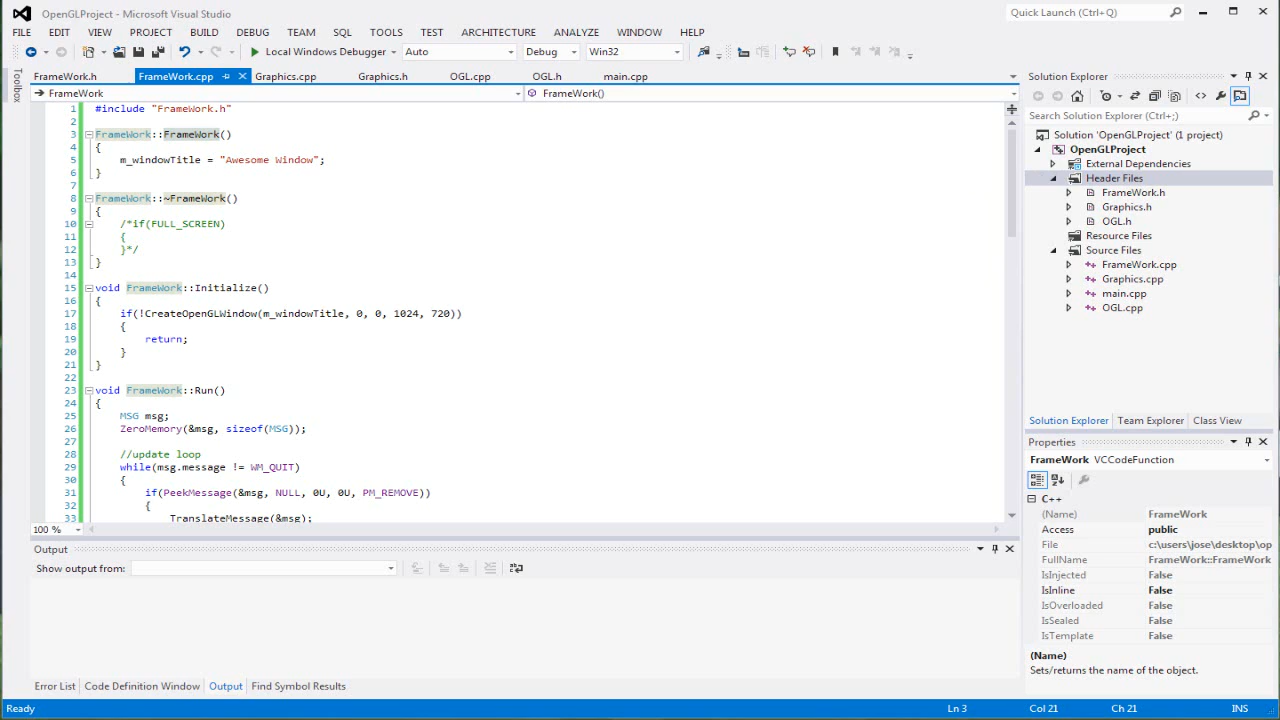 OpenGLProject - Microsoft Visual Studio
Quick Launch (Ctrl+Q)
FILE EDIT VIEW PROJECT BUILD DEBUG TEAM SQL TOOLS TEST ARCHITECTURE ANALYZE WINDOW HELP
Local Windows Debugger Auto Debug Win32
Toolbox
FrameWork.h FrameWork.cpp Graphics.cpp Graphics.h OGL.cpp OGL.h main.cpp
FrameWork FrameWork()
1 #include "FrameWork.h"
2
3 FrameWork::FrameWork()
4 {
5 m_windowTitle = "Awesome Window";
6 }
7
8 FrameWork::~FrameWork()
9 {
10 /*if(FULL_SCREEN)
11 {
12 }*/
13 }
14
15 void FrameWork::Initialize()
16 {
17 if(!CreateOpenGLWindow(m_windowTitle, 0, 0, 1024, 720))
18 {
19 return;
20 }
21 }
22
23 void FrameWork::Run()
24 {
25 MSG msg;
26 ZeroMemory(&msg, sizeof(MSG));
27
28 //update loop
29 while(msg.message != WM_QUIT)
30 {
31 if(PeekMessage(&msg, NULL, 0U, 0U, PM_REMOVE))
32 {
33 TranslateMessage(&msg);
100 %
Output
Show output from:
Error List Code Definition Window Output Find Symbol Results
Solution Explorer
Search Solution Explorer (Ctrl+;)
Solution 'OpenGLProject' (1 project)
OpenGLProject
External Dependencies
Header Files
FrameWork.h
Graphics.h
OGL.h
Resource Files
Source Files
FrameWork.cpp
Graphics.cpp
main.cpp
OGL.cpp
Solution Explorer Team Explorer Class View
Properties
FrameWork VCCodeFunction
C++
(Name) FrameWork
Access public
File c:\users\jose\desktop\op
FullName FrameWork::FrameWork
IsInjected False
IsInline False
IsOverloaded False
IsSealed False
IsTemplate False
(Name)
Sets/returns the name of the object.
Ready Ln 3 Col 21 Ch 21 INS